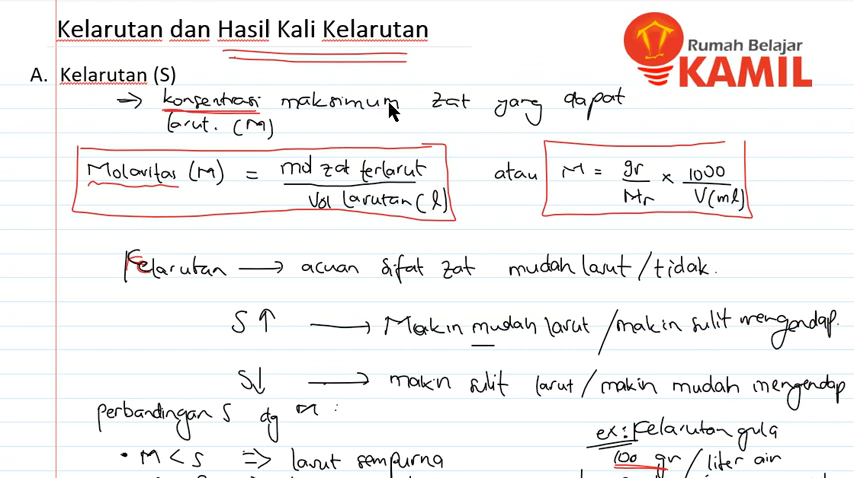 Kelarutan dan Hasil Kali Kelarutan
Rumah Belajar
KAMIL
A. Kelarutan (S)
⇒ konsentrasi maksimum zat yang dapat
larut. (M)
Molaritas (M) = mol zat terlarut / Vol larutan (l) atau M = gr / Mr × 1000 / V(ml)
Kelarutan → acuan sifat zat mudah larut / tidak.
S ↑ → Makin mudah larut / makin sulit mengendap.
S ↓ → makin sulit larut / makin mudah mengendap
perbandingan S dg M :
ex: Kelarutan gula
• M < S ⇒ larut sempurna
100 gr / liter air